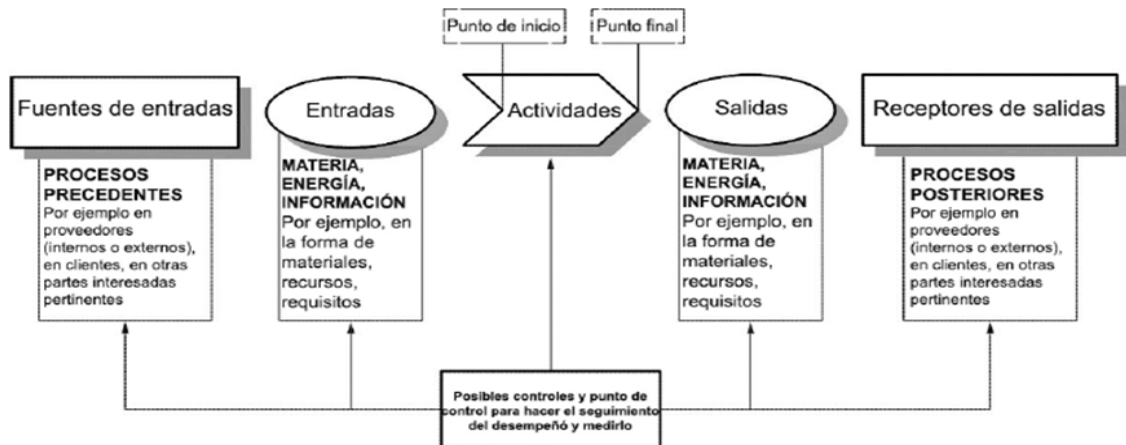 Punto de inicio
Punto final
Fuentes de entradas
Entradas
Actividades
Salidas
Receptores de salidas
PROCESOS
PRECEDENTES
Por ejemplo en
proveedores
(internos o externos),
en clientes, en otras
partes interesadas
pertinentes
MATERIA,
ENERGÍA,
INFORMACIÓN
Por ejemplo, en
la forma de
materiales,
recursos,
requisitos
MATERIA,
ENERGÍA,
INFORMACIÓN
Por ejemplo, en
la forma de
materiales,
recursos,
requisitos
PROCESOS
POSTERIORES
Por ejemplo en
proveedores
(internos o externos),
en clientes, en otras
partes interesadas
pertinentes
Posibles controles y punto de
control para hacer el seguimiento
del desempeñó y medirlo